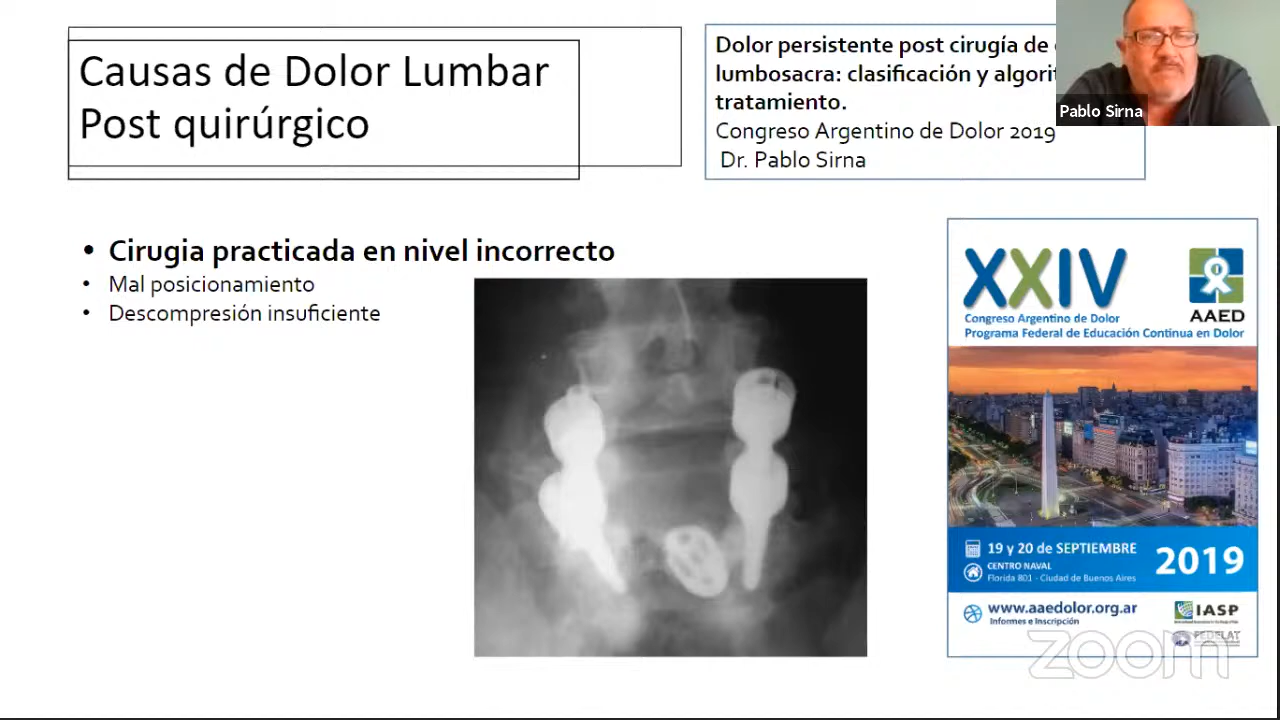 Causas de Dolor Lumbar
Post quirúrgico
Dolor persistente post cirugía de
lumbosacra: clasificación y
tratamiento.
Congreso Argentino de Dolor 2019
Dr. Pablo Sirna
Pablo Sirna
• Cirugia practicada en nivel incorrecto
• Mal posicionamiento
• Descompresión insuficiente
XXIV
Congreso Argentino de Dolor
Programa Federal de Educación Continua en Dolor
AAED
19 y 20 de SEPTIEMBRE
CENTRO NAVAL
Florida 801 - Ciudad de Buenos Aires
2019
www.aaedolor.org.ar
Informes e Inscripción
IASP
FEDELAT
zoom